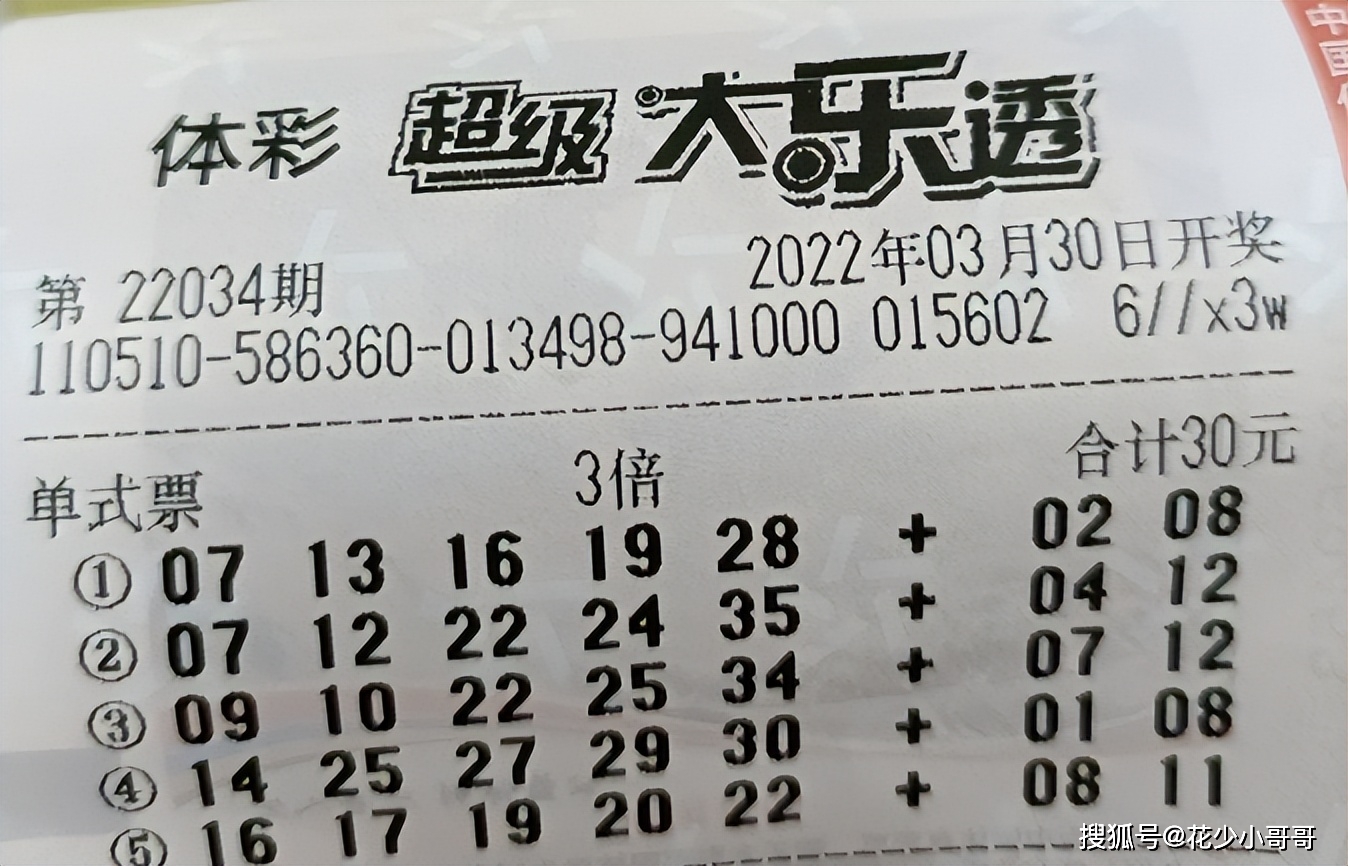 中国体
体彩 超级大乐透
第 22034期 2022年03月30日开奖
110510-586360-013498-941000 015602 6//x3w
单式票 3倍 合计30元
① 07 13 16 19 28 + 02 08
② 07 12 22 24 35 + 04 12
③ 09 10 22 25 34 + 07 12
④ 14 25 27 29 30 + 01 08
⑤ 16 17 19 20 22 + 08 11
搜狐号@花少小哥哥